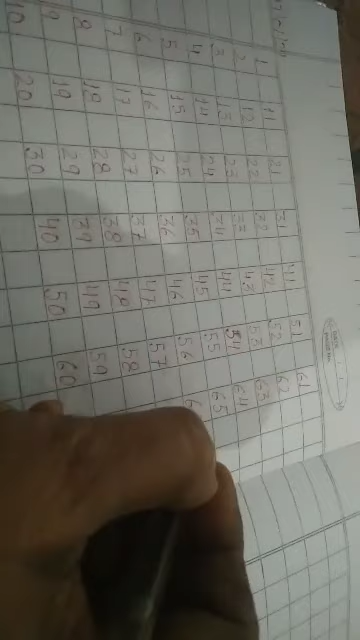 1 11 21 31 41 51 61
2 12 22 32 42 52 62
3 13 23 33 43 53 63
4 14 24 34 44 54 64
5 15 25 35 45 55 65
6 16 26 36 46 56
7 17 27 37 47 57
8 18 28 38 48 58
9 19 29 39 49 59
10 20 30 40 50 60